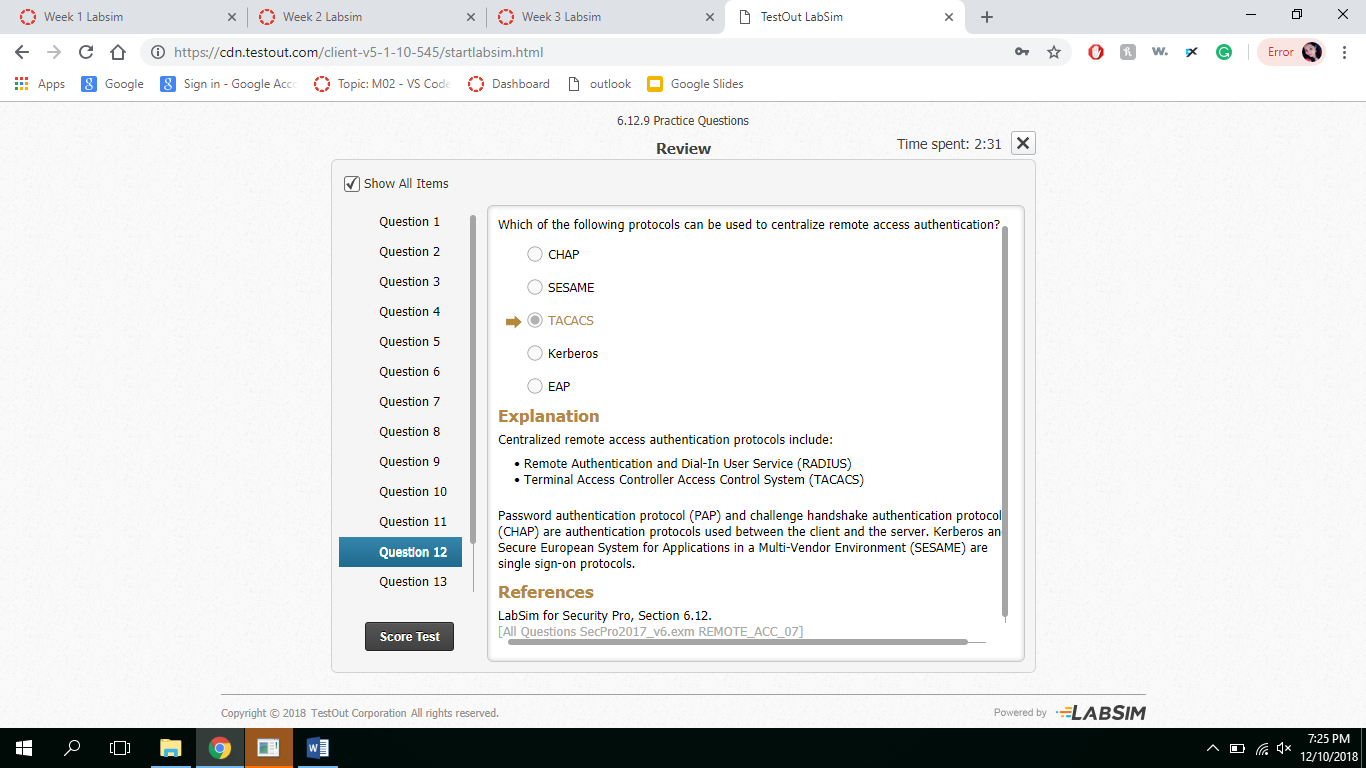 Week 1 Labsim
Week 2 Labsim
Week 3 Labsim
TestOut LabSim
https://cdn.testout.com/client-v5-1-10-545/startlabsim.html
Error
Apps
Google
Sign in - Google Acco
Topic: M02 - VS Code
Dashboard
outlook
Google Slides
6.12.9 Practice Questions
Review
Time spent: 2:31
Show All Items
Question 1
Question 2
Question 3
Question 4
Question 5
Question 6
Question 7
Question 8
Question 9
Question 10
Question 11
Question 12
Question 13
Score Test
Which of the following protocols can be used to centralize remote access authentication?
CHAP
SESAME
TACACS
Kerberos
EAP
Explanation
Centralized remote access authentication protocols include:
• Remote Authentication and Dial-In User Service (RADIUS)
• Terminal Access Controller Access Control System (TACACS)
Password authentication protocol (PAP) and challenge handshake authentication protocol
(CHAP) are authentication protocols used between the client and the server. Kerberos an
Secure European System for Applications in a Multi-Vendor Environment (SESAME) are
single sign-on protocols.
References
LabSim for Security Pro, Section 6.12.
[All Questions SecPro2017_v6.exm REMOTE_ACC_07]
Copyright © 2018 TestOut Corporation All rights reserved.
Powered by LABSIM
7:25 PM
12/10/2018